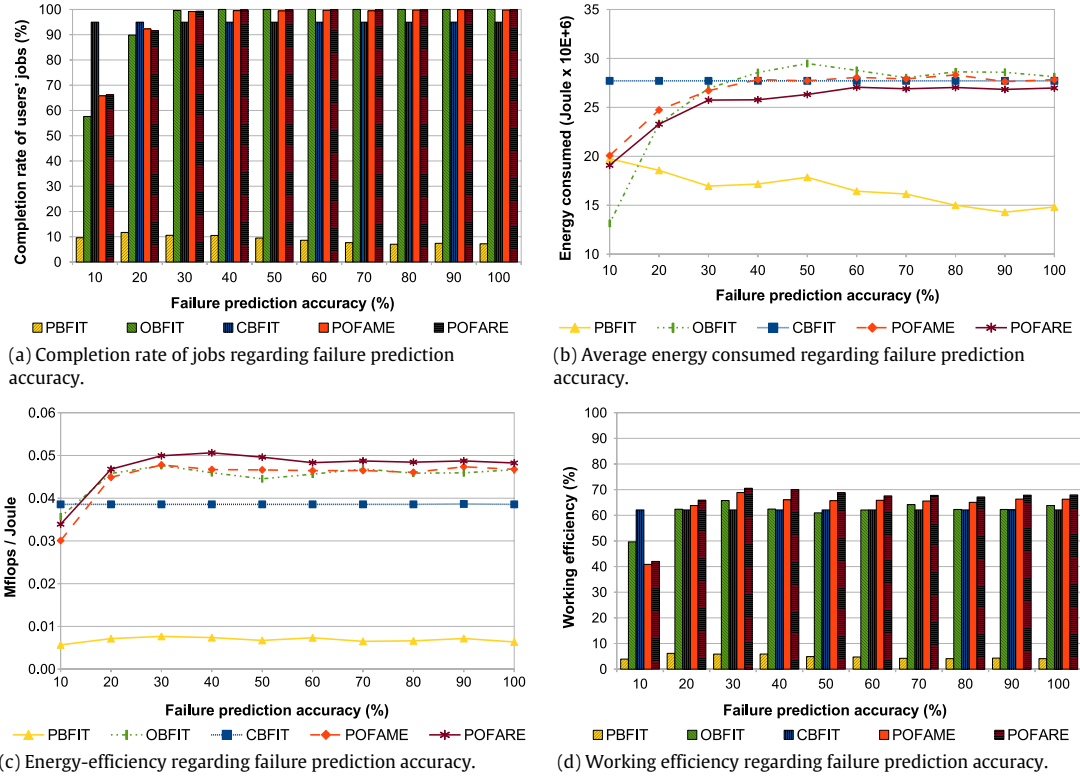 Completion rate of users' jobs (%)
100
90
80
70
60
50
40
30
20
10
0
10 20 30 40 50 60 70 80 90 100
Failure prediction accuracy (%)
PBFIT OBFIT CBFIT POFAME POFARE
(a) Completion rate of jobs regarding failure prediction
accuracy.
Energy consumed (Joule x 10E+6)
35
30
25
20
15
10
10 20 30 40 50 60 70 80 90 100
Failure prediction accuracy (%)
PBFIT OBFIT CBFIT POFAME POFARE
(b) Average energy consumed regarding failure prediction
accuracy.
Mflops / Joule
0.06
0.05
0.04
0.03
0.02
0.01
0.00
10 20 30 40 50 60 70 80 90 100
Failure prediction accuracy (%)
PBFIT OBFIT CBFIT POFAME POFARE
(c) Energy-efficiency regarding failure prediction accuracy.
Working efficiency (%)
100
90
80
70
60
50
40
30
20
10
0
10 20 30 40 50 60 70 80 90 100
Failure prediction accuracy (%)
PBFIT OBFIT CBFIT POFAME POFARE
(d) Working efficiency regarding failure prediction accuracy.